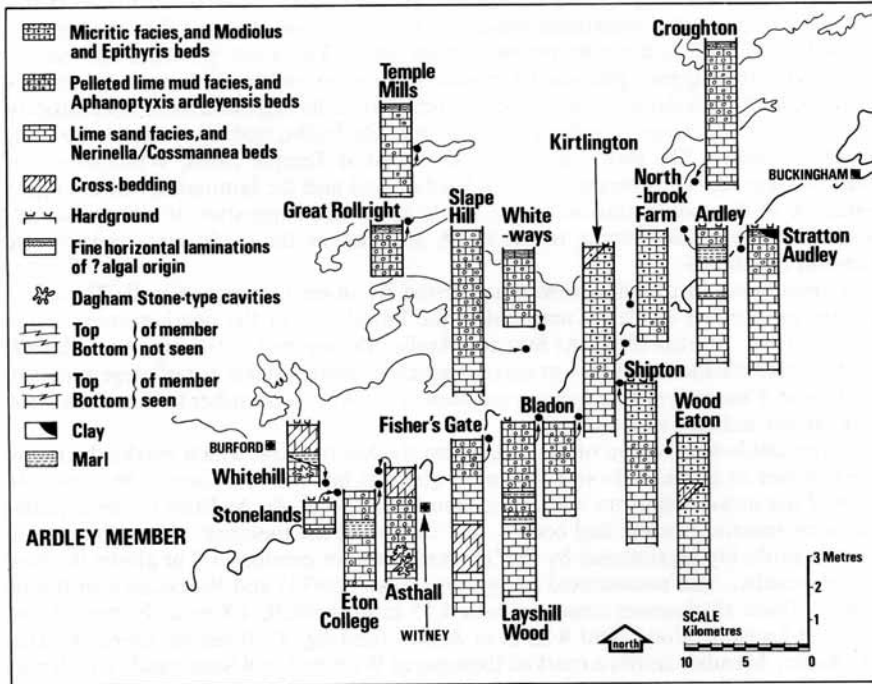 Micritic facies, and Modiolus
and Epithyris beds
Pelleted lime mud facies, and
Aphanoptyxis ardleyensis beds
Lime sand facies, and
Nerinella/Cossmannea beds
Cross-bedding
Hardground
Fine horizontal laminations
of ? algal origin
Dagham Stone-type cavities
Top
Bottom
of member
not seen
Top
Bottom
of member
seen
Clay
Marl
Croughton
Temple
Mills
Kirtlington
North
-brook
Farm
BUCKINGHAM
Great Rollright
Slape
Hill
White
-ways
Ardley
Stratton
Audley
Shipton
Wood
Eaton
Fisher's Gate
Bladon
BURFORD
Whitehill
Stonelands
ARDLEY MEMBER
Eton
College
Asthall
WITNEY
Layshill
Wood
north
SCALE
Kilometres
10 5 0
3 Metres
2
1
0